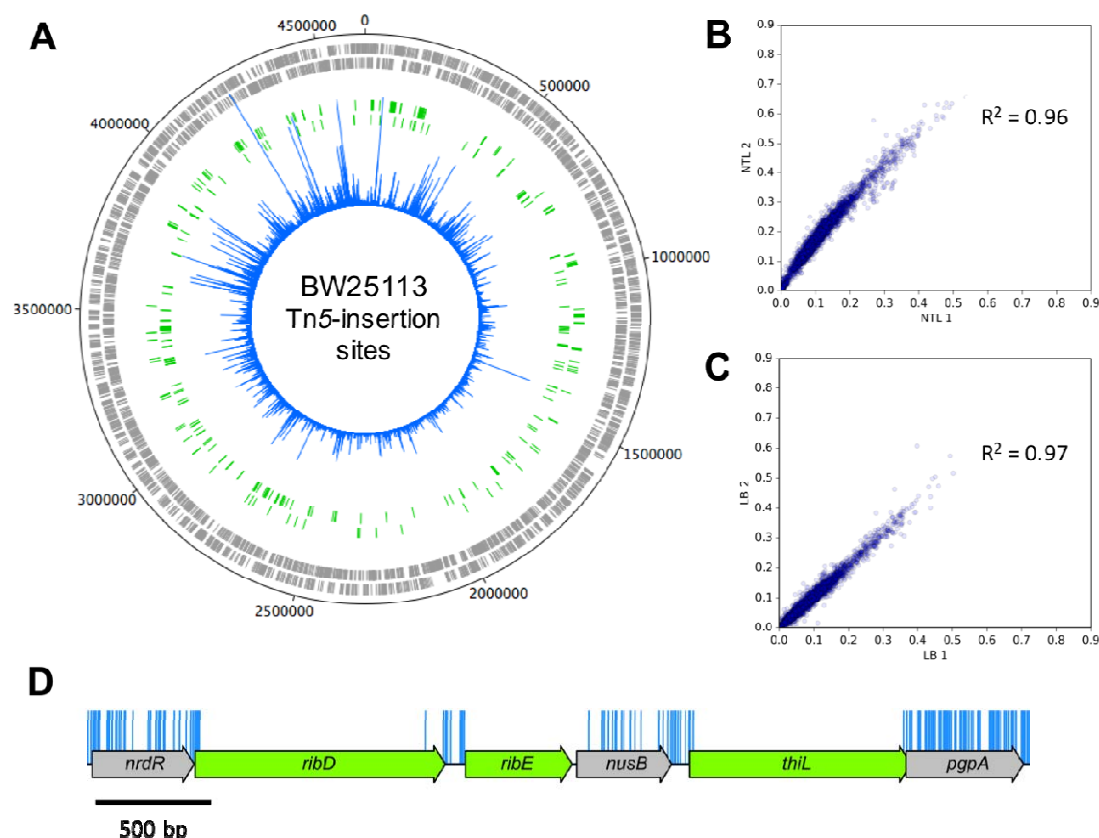 A
0
500000
1000000
1500000
2000000
2500000
3000000
3500000
4000000
4500000
BW25113
Tn5-insertion
sites
B
0.9
0.8
0.7
0.6
0.5
0.4
0.3
0.2
0.1
0.0
NTL 2
R² = 0.96
0.0 0.1 0.2 0.3 0.4 0.5 0.6 0.7 0.8 0.9
NTL 1
C
0.9
0.8
0.7
0.6
0.5
0.4
0.3
0.2
0.1
0.0
LB 2
R² = 0.97
0.0 0.1 0.2 0.3 0.4 0.5 0.6 0.7 0.8 0.9
LB 1
D
nrdR ribD ribE nusB thiL pgpA
500 bp